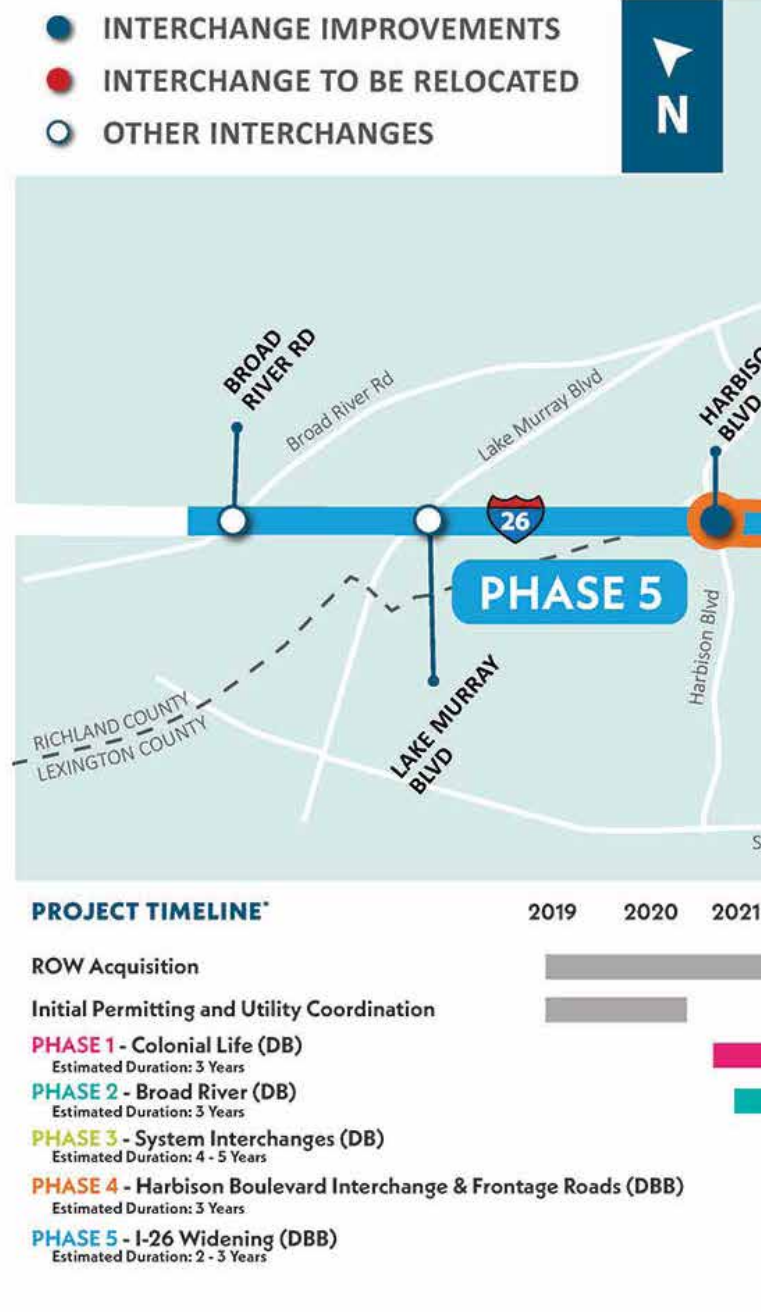 INTERCHANGE IMPROVEMENTS
INTERCHANGE TO BE RELOCATED
OTHER INTERCHANGES
N
BROAD
RIVER RD
Broad River Rd
Lake Murray Blvd
HARBISO
BLVD
26
PHASE 5
Harbison Blvd
RICHLAND COUNTY
LEXINGTON COUNTY
LAKE MURRAY
BLVD
S
PROJECT TIMELINE* 2019 2020 2021
ROW Acquisition
Initial Permitting and Utility Coordination
PHASE 1 - Colonial Life (DB)
Estimated Duration: 3 Years
PHASE 2 - Broad River (DB)
Estimated Duration: 3 Years
PHASE 3 - System Interchanges (DB)
Estimated Duration: 4 - 5 Years
PHASE 4 - Harbison Boulevard Interchange & Frontage Roads (DBB)
Estimated Duration: 3 Years
PHASE 5 - I-26 Widening (DBB)
Estimated Duration: 2 - 3 Years